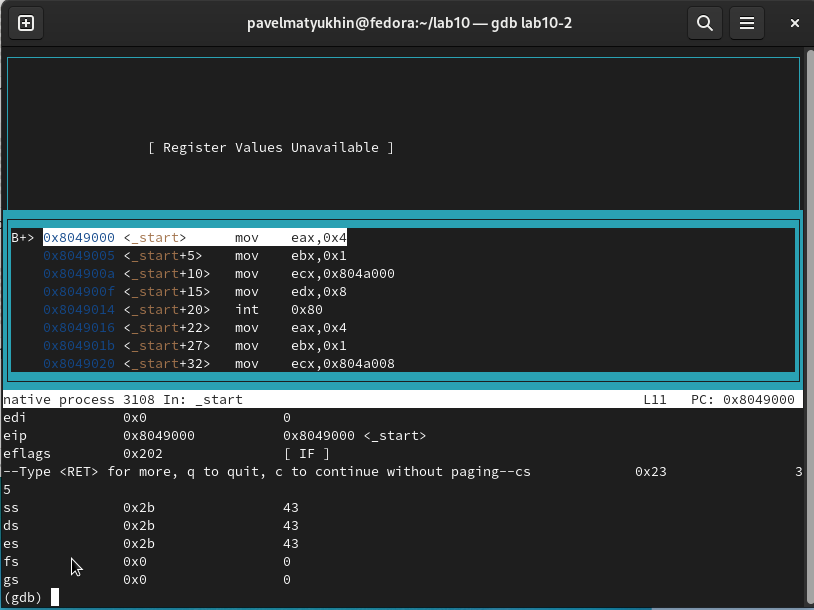 pavelmatyukhin@fedora:~/lab10 — gdb lab10-2
[ Register Values Unavailable ]
B+> 0x8049000 <_start>      mov    eax,0x4
0x8049005 <_start+5>    mov    ebx,0x1
0x804900a <_start+10>   mov    ecx,0x804a000
0x804900f <_start+15>   mov    edx,0x8
0x8049014 <_start+20>   int    0x80
0x8049016 <_start+22>   mov    eax,0x4
0x804901b <_start+27>   mov    ebx,0x1
0x8049020 <_start+32>   mov    ecx,0x804a008
native process 3108 In: _start                                                  L11   PC: 0x8049000
edi            0x0                 0
eip            0x8049000           0x8049000 <_start>
eflags         0x202               [ IF ]
--Type <RET> for more, q to quit, c to continue without paging--cs             0x23                3
5
ss             0x2b                43
ds             0x2b                43
es             0x2b                43
fs             0x0                 0
gs             0x0                 0
(gdb)